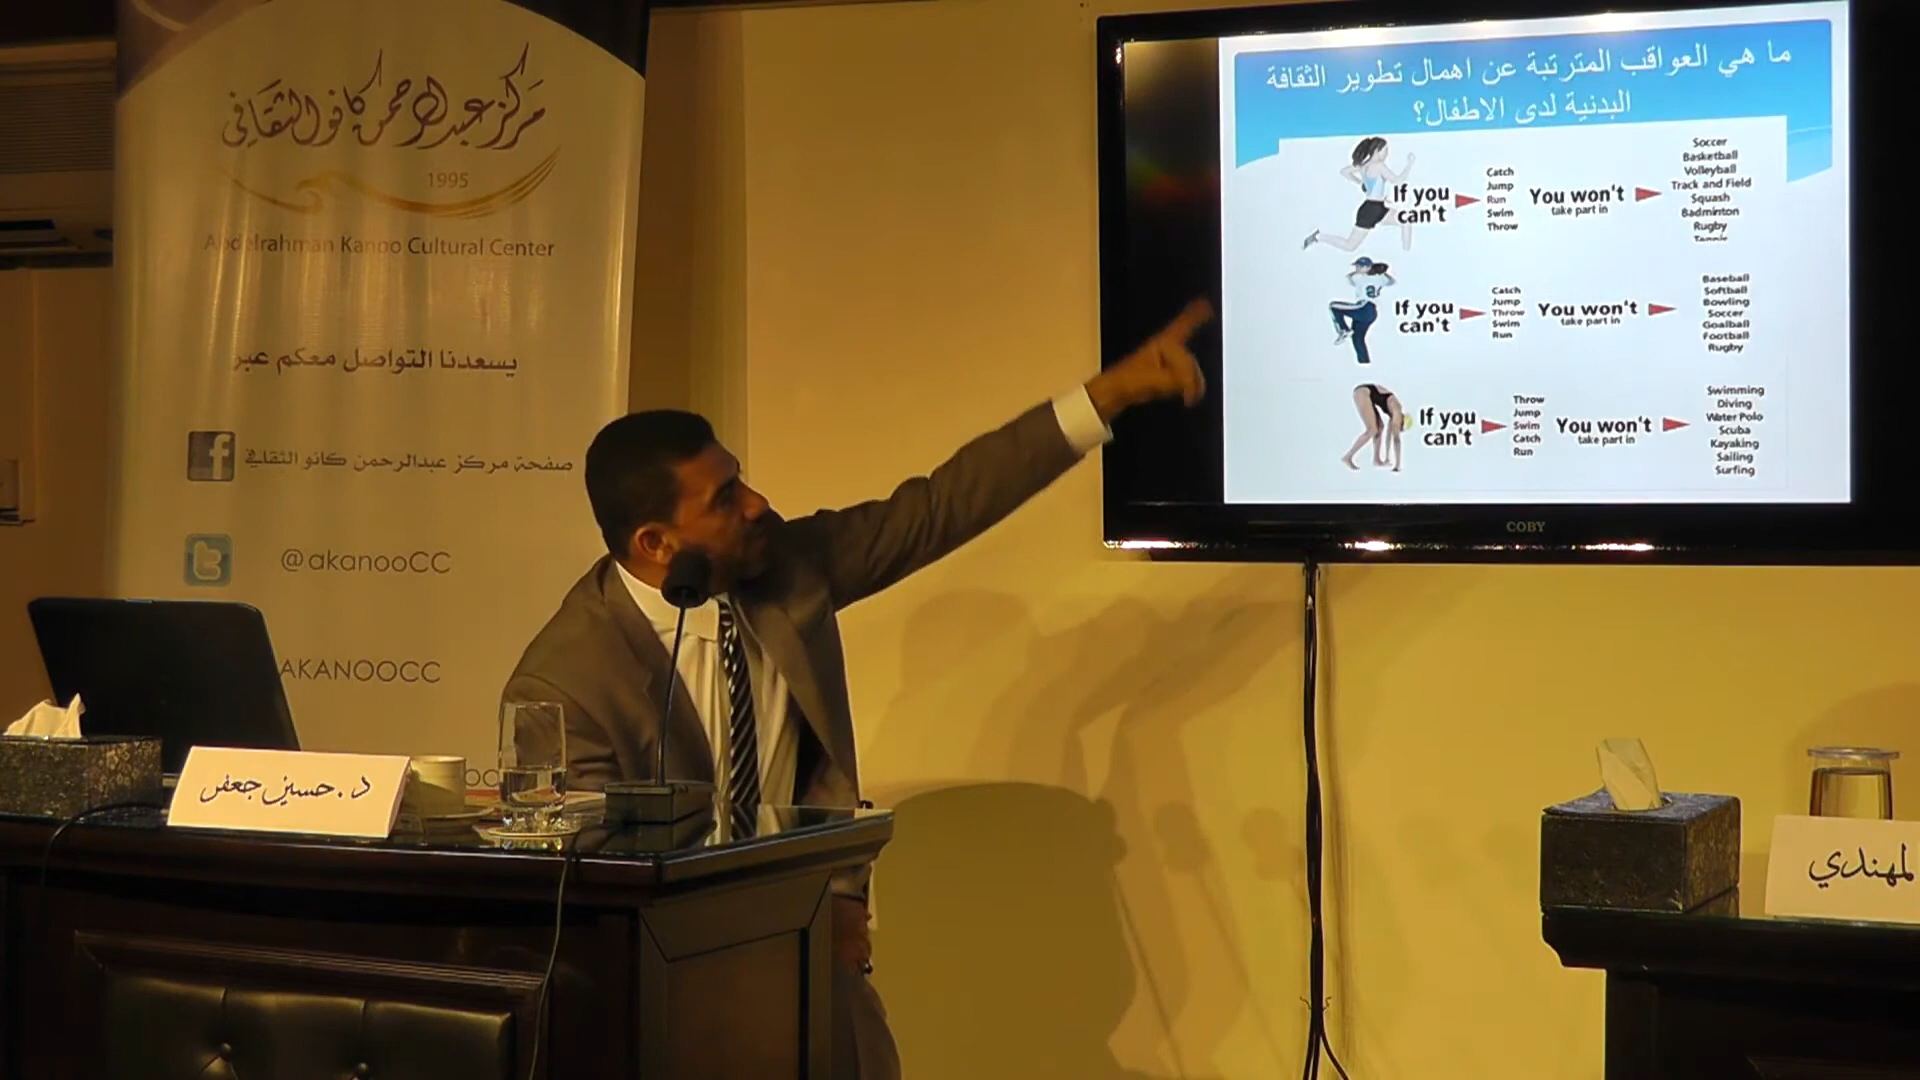 مركز عبدالرحمن كانو الثقافي
1995
Abdelrahman Kanoo Cultural Center
يسعدنا التواصل معكم عبر
صفحة مركز عبدالرحمن كانو الثقافي
@akanooCC
AKANOOCC
د. حسين جعفر
ما هي العواقب المترتبة عن اهمال تطوير الثقافة
البدنية لدى الاطفال؟
If you
can't
Catch
Jump
Run
Swim
Throw
You won't
take part in
Soccer
Basketball
Volleyball
Track and Field
Squash
Badminton
Rugby
Tennis
If you
can't
Catch
Jump
Throw
Swim
Run
You won't
take part in
Baseball
Softball
Bowling
Soccer
Goalball
Football
Rugby
If you
can't
Throw
Jump
Swim
Catch
Run
You won't
take part in
Swimming
Diving
Water Polo
Scuba
Kayaking
Sailing
Surfing
COBY
لمهندي